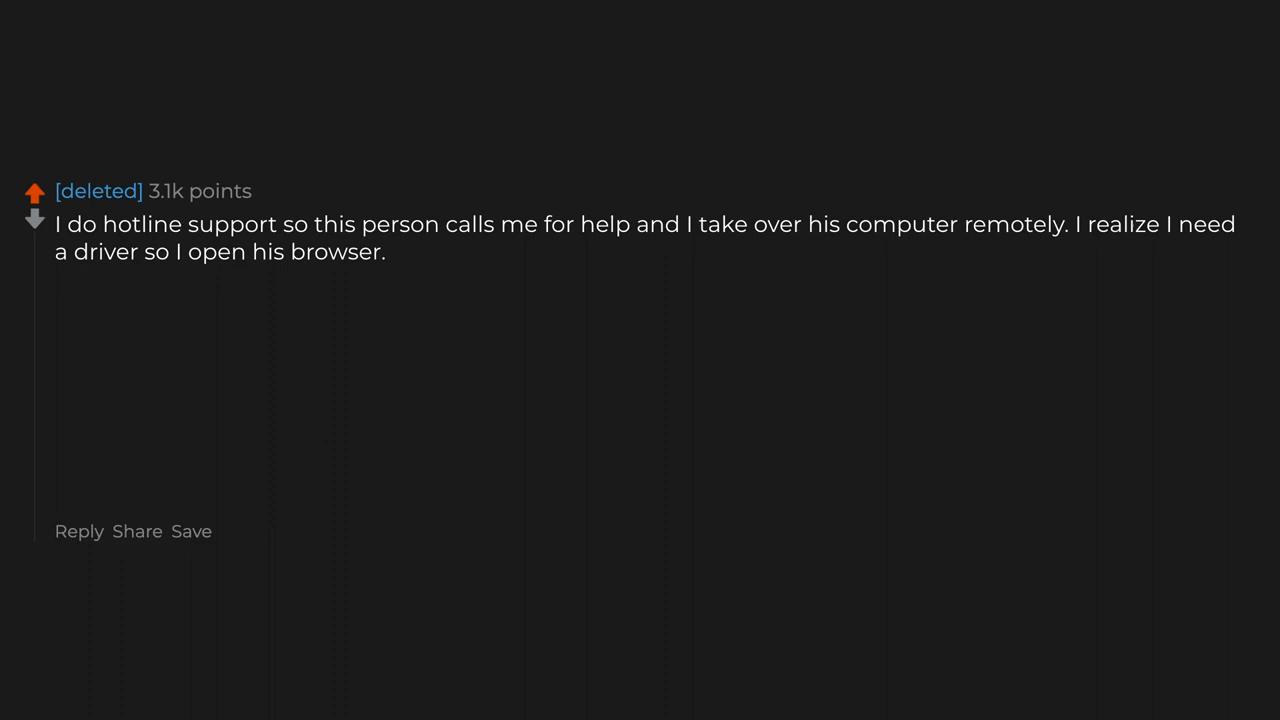 [deleted] 3.1k points
I do hotline support so this person calls me for help and I take over his computer remotely. I realize I need
a driver so I open his browser.
Reply Share Save